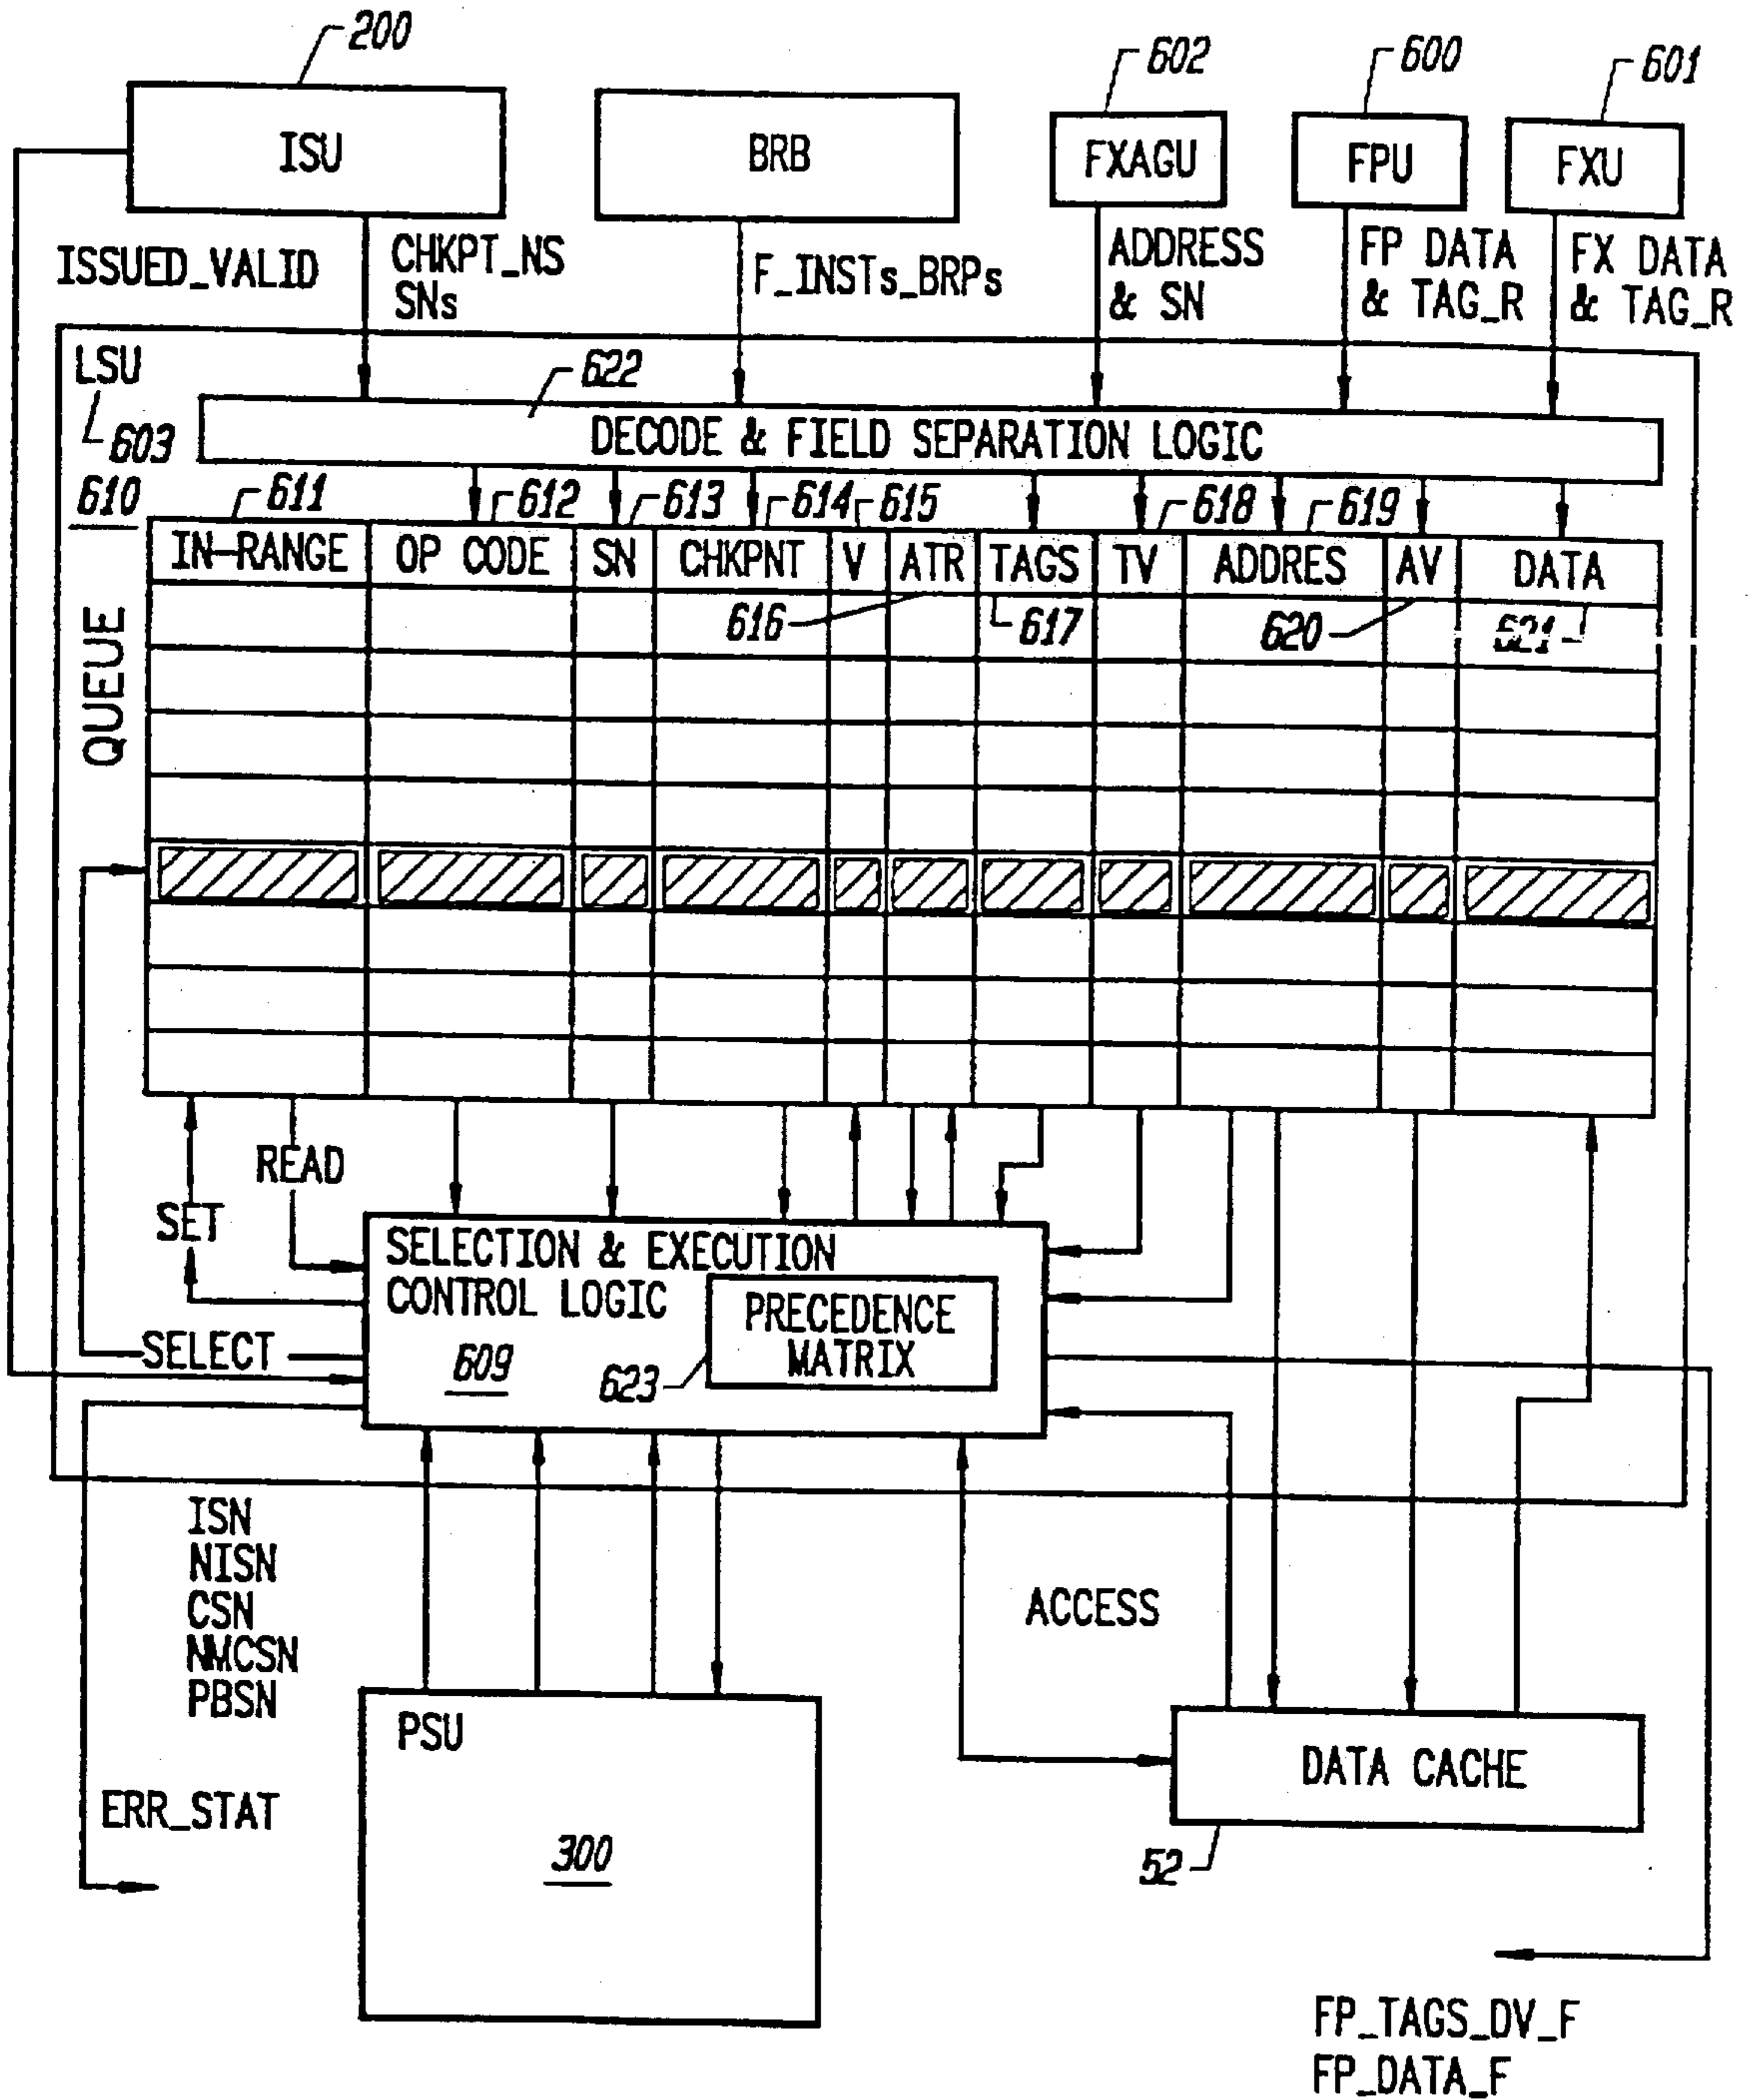 200
602
600
601
ISU
BRB
FXAGU
FPU
FXU
ISSUED_VALID
CHKPT_NS
SNs
F_INSTs_BRPs
ADDRESS
& SN
FP DATA
& TAG_R
FX DATA
& TAG_R
LSU
603
622
DECODE & FIELD SEPARATION LOGIC
610
611
612
613
614
615
618
619
QUEUE
IN-RANGE
OP CODE
SN
CHKPNT
V
ATR
TAGS
TV
ADDRES
AV
DATA
616
617
620
621
READ
SET
SELECT
SELECTION & EXECUTION
CONTROL LOGIC
609
PRECEDENCE
MATRIX
623
ISN
NISN
CSN
NMCSN
PBSN
ACCESS
PSU
300
DATA CACHE
52
ERR_STAT
FP_TAGS_DV_F
FP_DATA_F